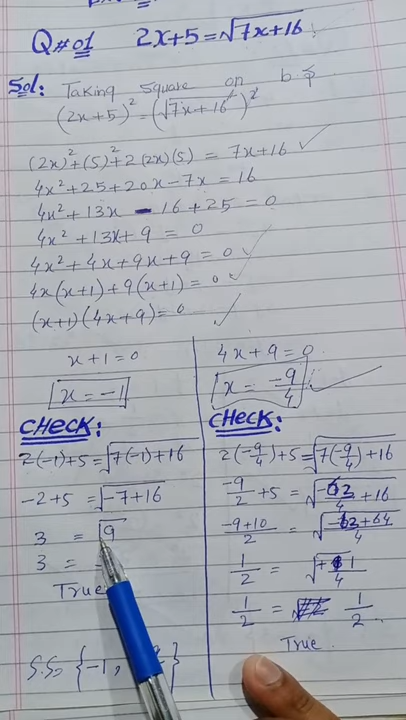 Q#01 2x+5=√7x+16
Sol: Taking square on b
(2x+5)²=(√7x+16)²
(2x)²+(5)²+2(2x)(5) = 7x+16
4x²+25+20x-7x = 16
4x²+13x-16+25 = 0
4x²+13x+9 = 0
4x²+4x+9x+9 = 0
4x(x+1)+9(x+1)=0
(x+1)(4x+9)=0
x+1=0
x=-1
CHECK:
2(-1)+5=√7(-1)+16
-2+5 = √-7+16
3 = √9
3 =
True
4x+9=0
x = -9/4
CHECK:
2(-9/4)+5=√7(-9/4)+16
-9/2+5 = √-63/4+16
-9+10/2 = √-63+64/4
1/2 = √+1/4
1/2 = 1/2
True
S.S, {-1, }